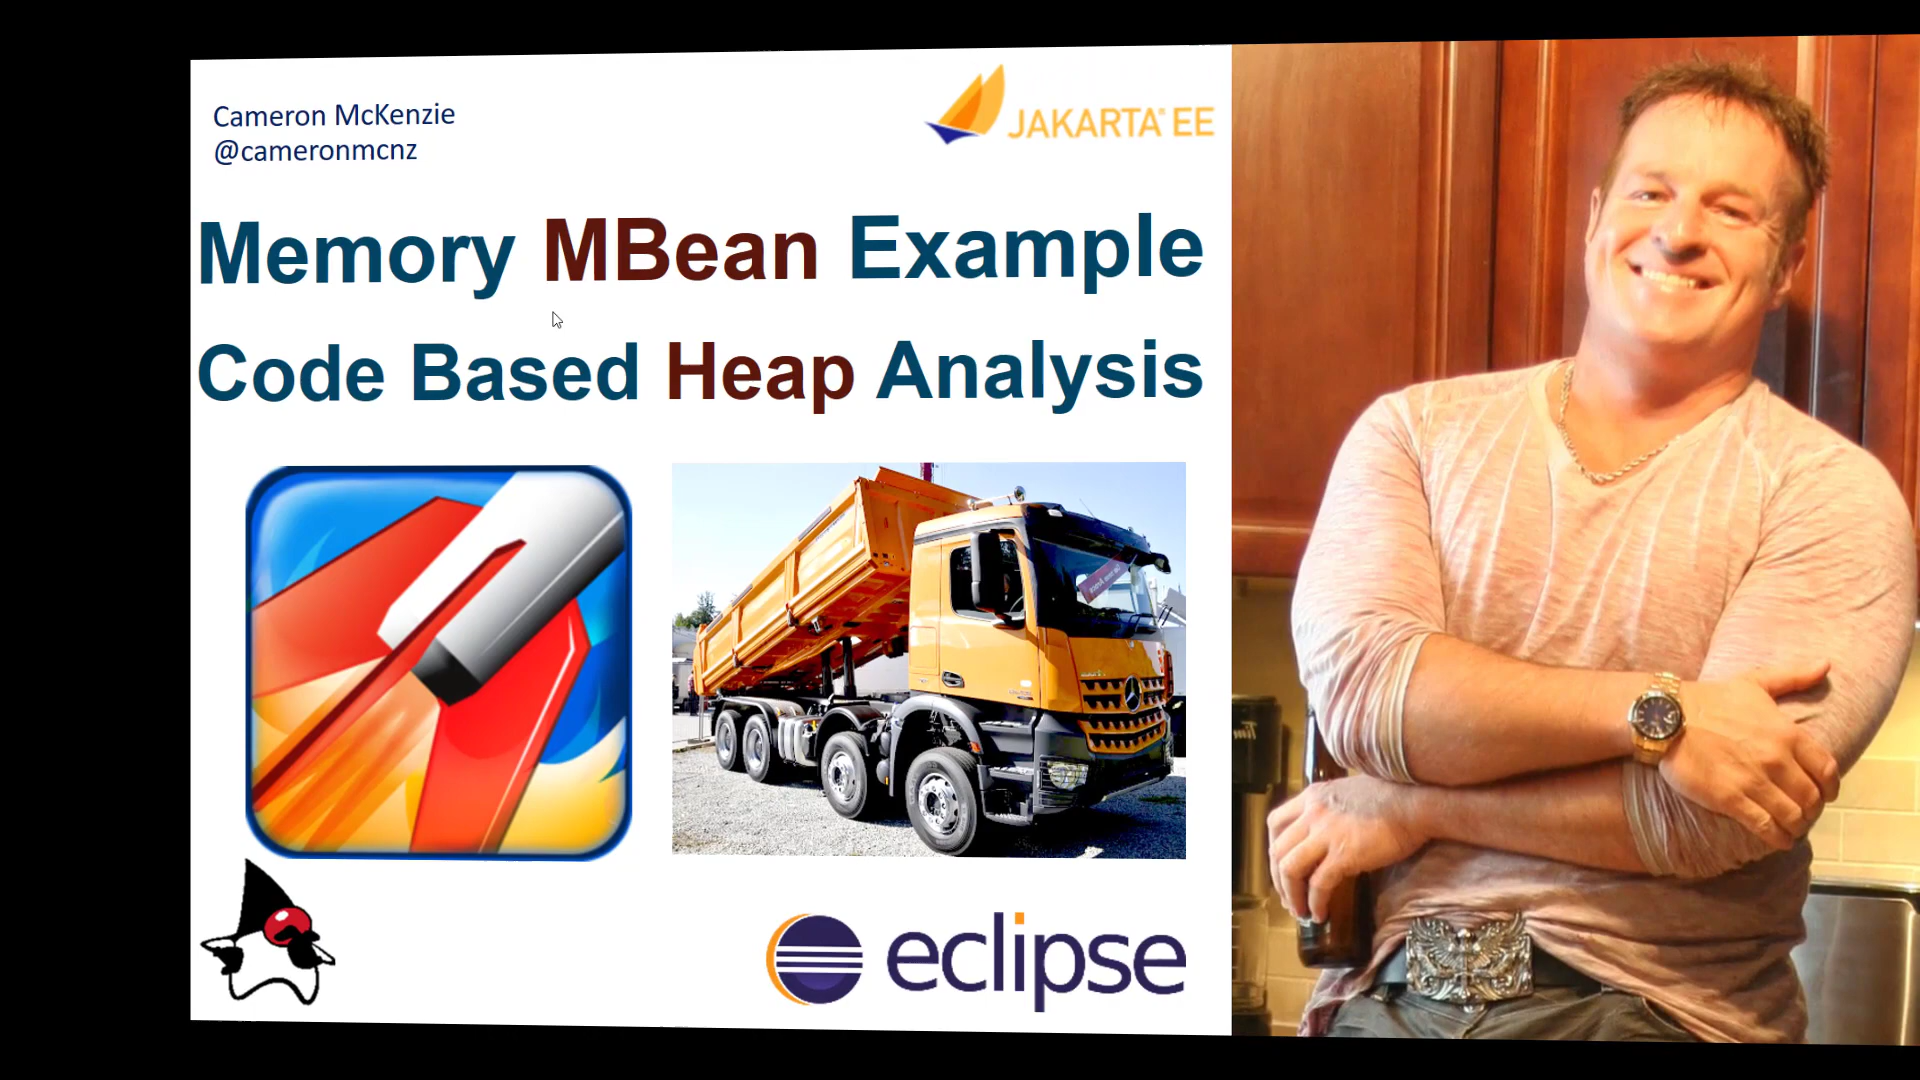 Cameron McKenzie
@cameronmcnz
JAKARTA EE
Memory MBean Example
Code Based Heap Analysis
eclipse